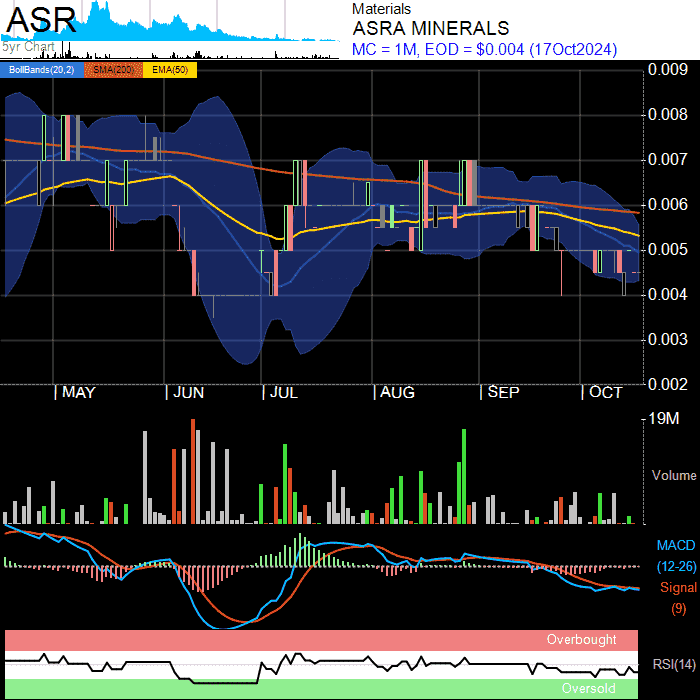 ASR
5yr Chart
Materials
ASRA MINERALS
MC = 1M, EOD = $0.004 (17Oct2024)
BollBands(20,2) SMA(200) EMA(50)
0.009
0.008
0.007
0.006
0.005
0.004
0.003
0.002
MAY JUN JUL AUG SEP OCT
19M
Volume
MACD
(12-26)
Signal
(9)
Overbought
RSI(14)
Oversold